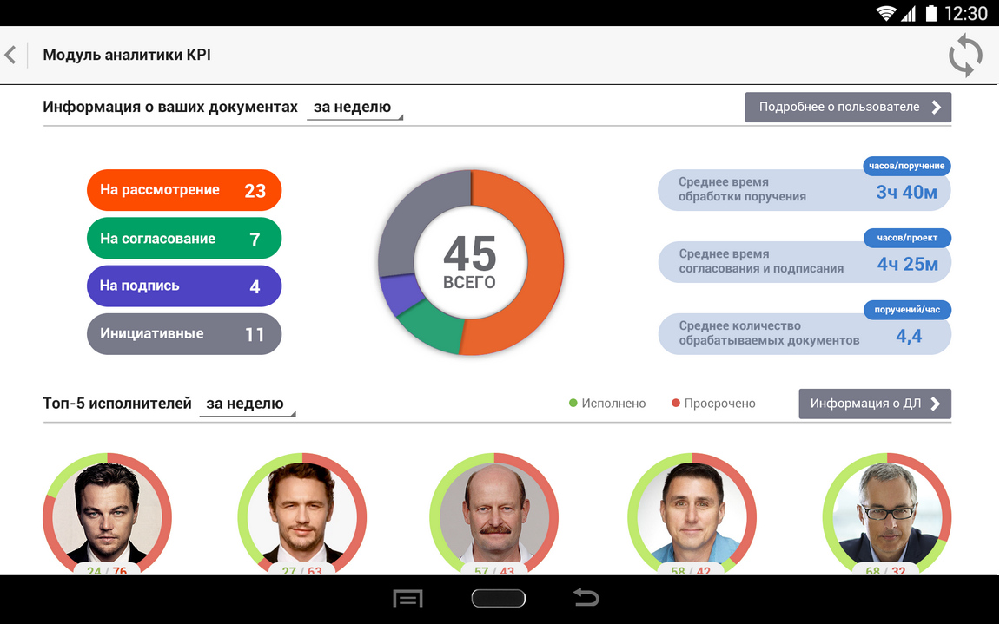 12:30
Модуль аналитики KPI
Информация о ваших документах за неделю
Подробнее о пользователе
На рассмотрение 23
На согласование 7
На подпись 4
Инициативные 11
45
ВСЕГО
часов/поручение
Среднее время
обработки поручения
3ч 40м
часов/проект
Среднее время
согласования и подписания
4ч 25м
поручений/час
Среднее количество
обрабатываемых документов
4,4
Топ-5 исполнителей за неделю
Исполнено
Просрочено
Информация о ДЛ
24 / 76
27 / 63
57 / 43
58 / 42
68 / 32